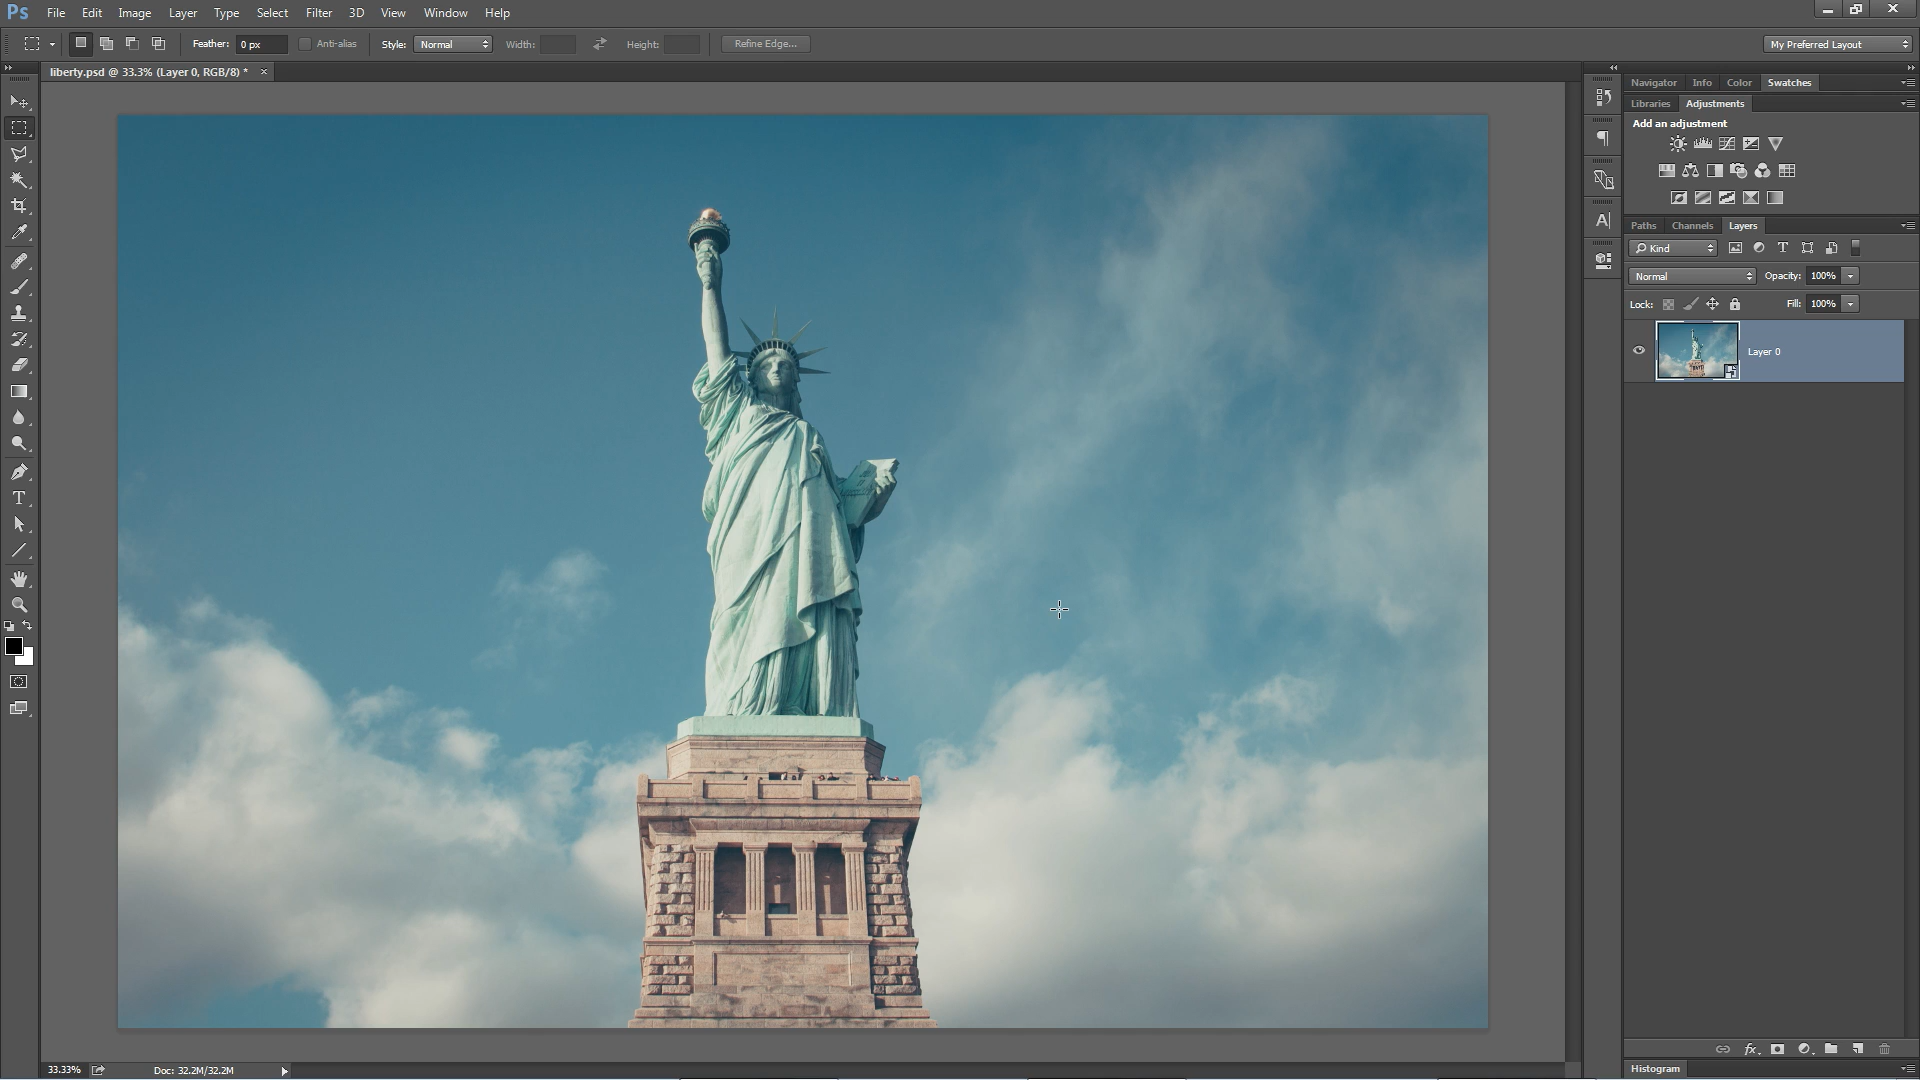 Ps File Edit Image Layer Type Select Filter 3D View Window Help
Feather: 0 px Anti-alias Style: Normal Width: Height: Refine Edge... My Preferred Layout
liberty.psd @ 33.3% (Layer 0, RGB/8) * ×
Navigator Info Color Swatches
Libraries Adjustments
Add an adjustment
Paths Channels Layers
Kind
Normal Opacity: 100%
Lock: Fill: 100%
Layer 0
33.33% Doc: 32.2M/32.2M
Histogram